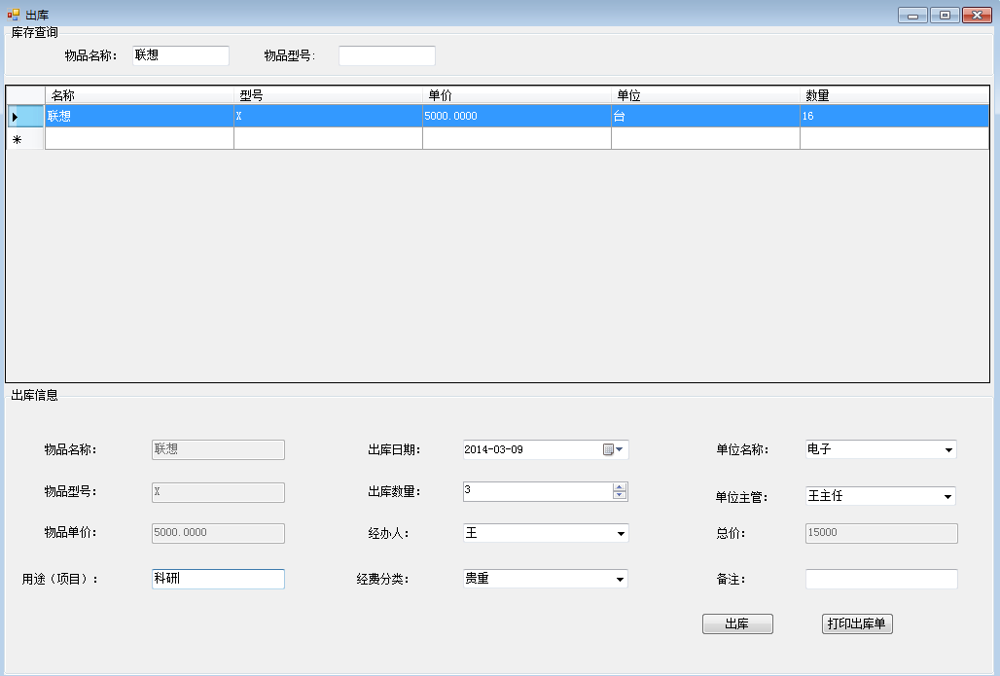 出库
库存查询
物品名称： 联想 物品型号：
名称 型号 单价 单位 数量
联想 X 5000.0000 台 16
出库信息
物品名称： 联想 出库日期： 2014-03-09 单位名称： 电子
物品型号： X 出库数量： 3 单位主管： 王主任
物品单价： 5000.0000 经办人： 王 总价： 15000
用途（项目）： 科研 经费分类： 贵重 备注：
出库 打印出库单